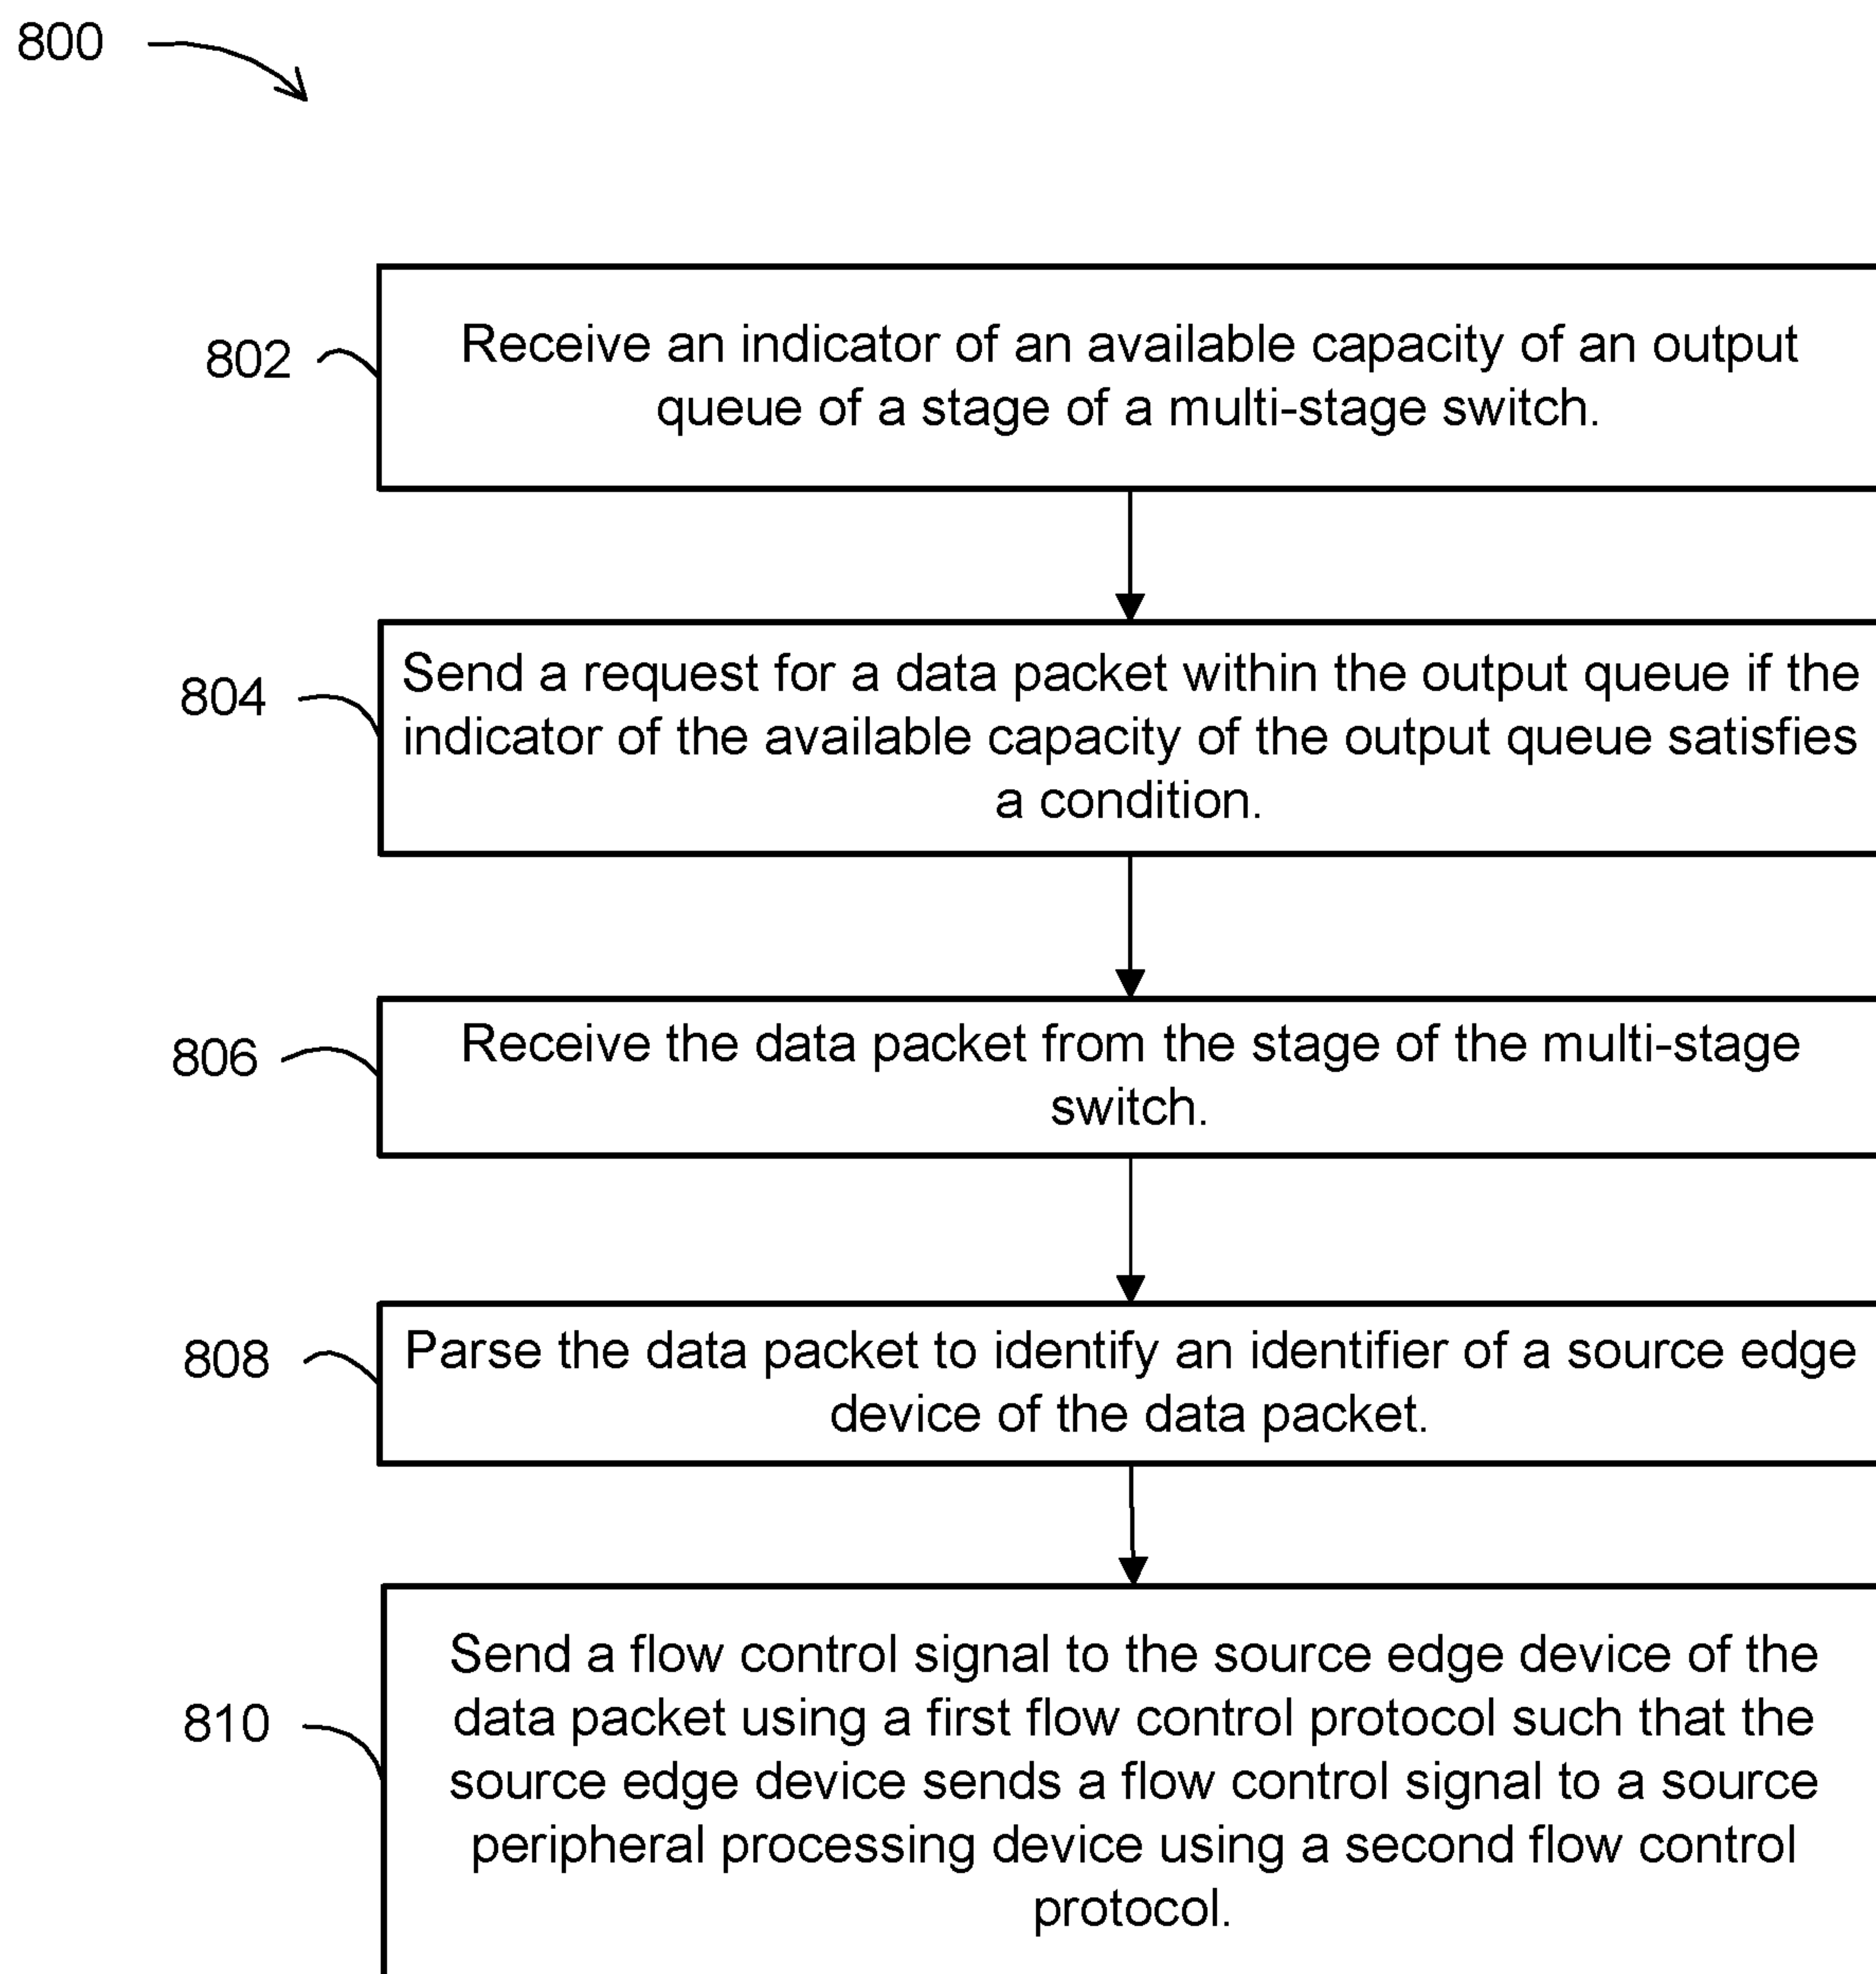 800
802
Receive an indicator of an available capacity of an output
queue of a stage of a multi-stage switch.
804
Send a request for a data packet within the output queue if the
indicator of the available capacity of the output queue satisfies
a condition.
806
Receive the data packet from the stage of the multi-stage
switch.
808
Parse the data packet to identify an identifier of a source edge
device of the data packet.
810
Send a flow control signal to the source edge device of the
data packet using a first flow control protocol such that the
source edge device sends a flow control signal to a source
peripheral processing device using a second flow control
protocol.